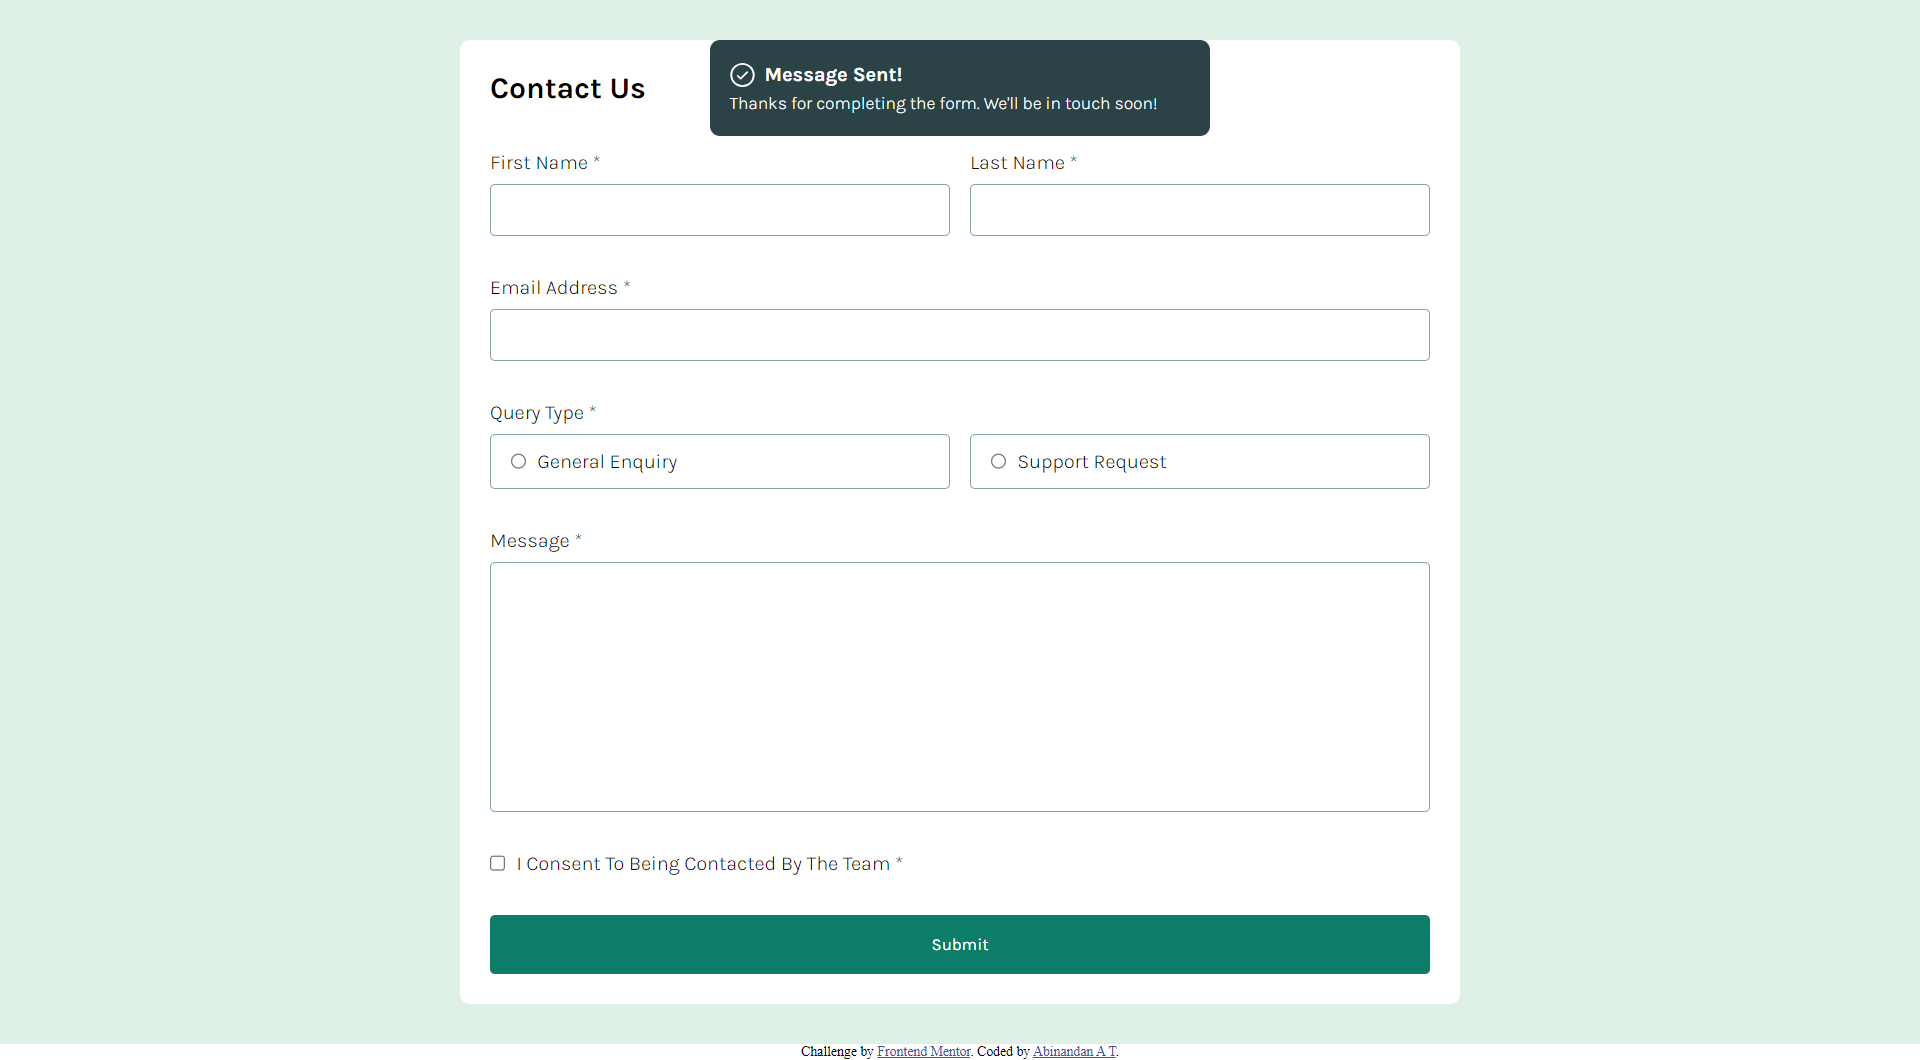 Contact Us
Message Sent!
Thanks for completing the form. We'll be in touch soon!
First Name *
Last Name *
Email Address *
Query Type *
General Enquiry
Support Request
Message *
I Consent To Being Contacted By The Team *
Submit
Challenge by Frontend Mentor. Coded by Abinandan A T.